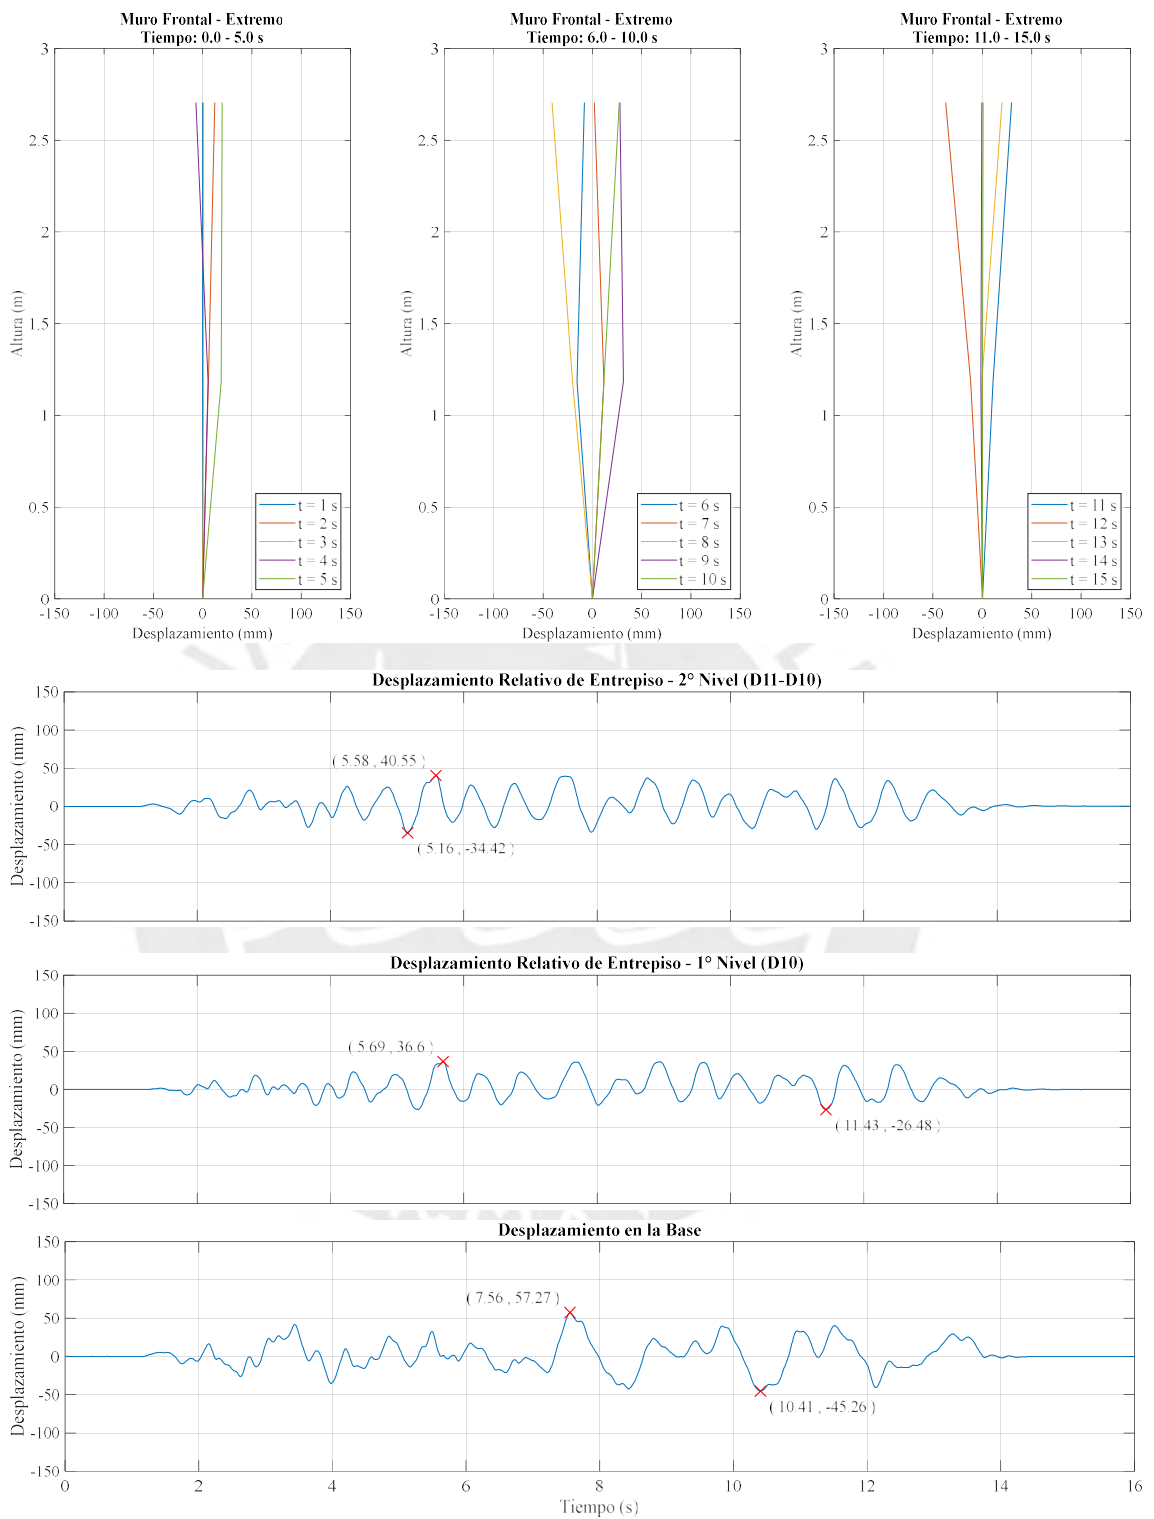 Muro Frontal - Extremo
Tiempo: 0.0 - 5.0 s
3
2.5
2
1.5
1
0.5
0
Altura (m)
-150 -100 -50 0 50 100 150
Desplazamiento (mm)
t = 1 s
t = 2 s
t = 3 s
t = 4 s
t = 5 s
Muro Frontal - Extremo
Tiempo: 6.0 - 10.0 s
3
2.5
2
1.5
1
0.5
0
Altura (m)
-150 -100 -50 0 50 100 150
Desplazamiento (mm)
t = 6 s
t = 7 s
t = 8 s
t = 9 s
t = 10 s
Muro Frontal - Extremo
Tiempo: 11.0 - 15.0 s
3
2.5
2
1.5
1
0.5
0
Altura (m)
-150 -100 -50 0 50 100 150
Desplazamiento (mm)
t = 11 s
t = 12 s
t = 13 s
t = 14 s
t = 15 s
Desplazamiento Relativo de Entrepiso - 2° Nivel (D11-D10)
150
100
50
0
-50
-100
-150
Desplazamiento (mm)
( 5.58 , 40.55 )
( 5.16 , -34.42 )
Desplazamiento Relativo de Entrepiso - 1° Nivel (D10)
150
100
50
0
-50
-100
-150
Desplazamiento (mm)
( 5.69 , 36.6 )
( 11.43 , -26.48 )
Desplazamiento en la Base
150
100
50
0
-50
-100
-150
Desplazamiento (mm)
( 7.56 , 57.27 )
( 10.41 , -45.26 )
0 2 4 6 8 10 12 14 16
Tiempo (s)